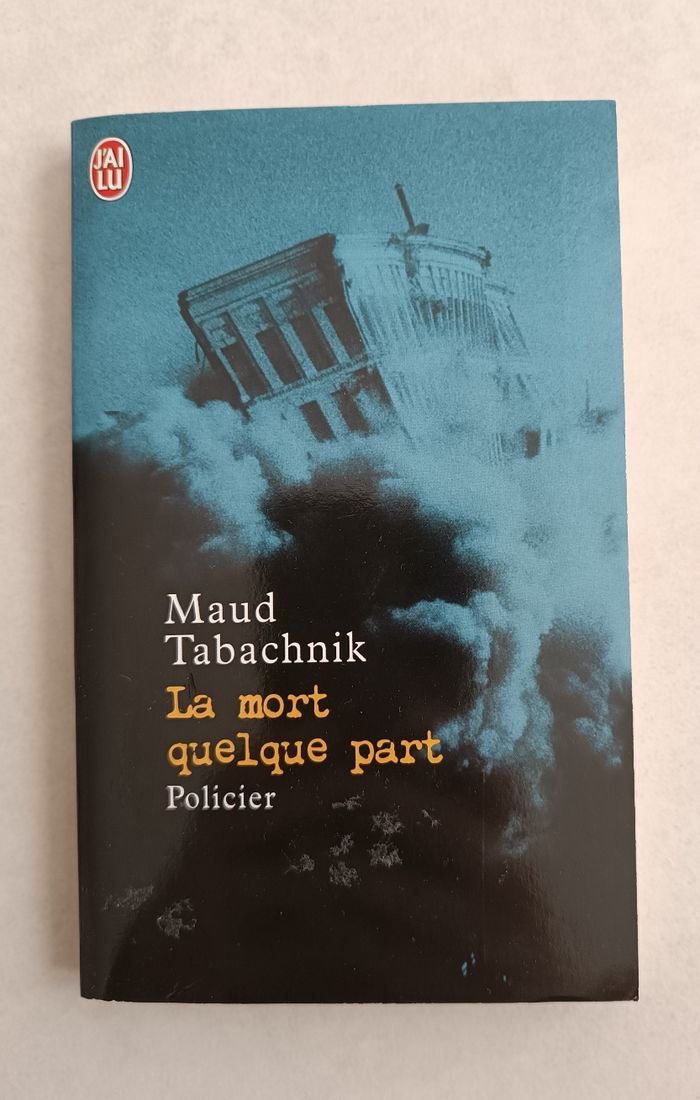 J'AI
LU
Maud
Tabachnik
La mort
quelque part
Policier